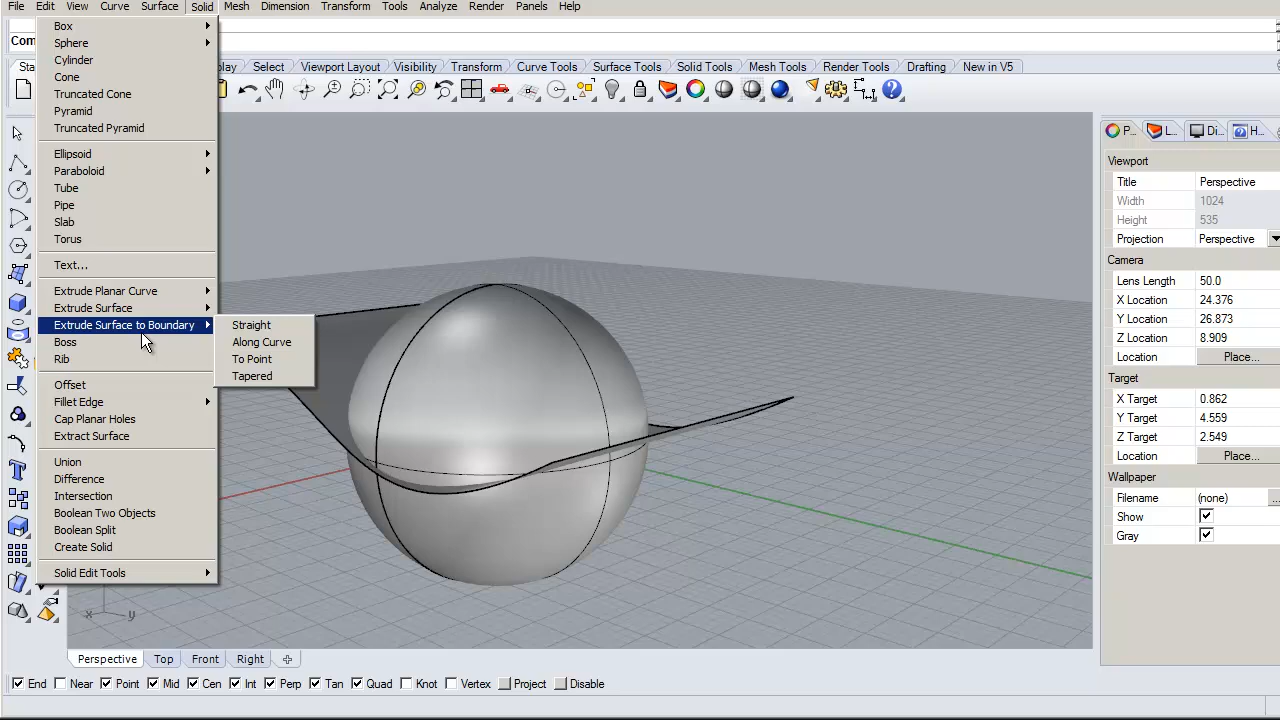 File Edit View Curve Surface Solid Mesh Dimension Transform Tools Analyze Render Panels Help
Com
Sta
play Select Viewport Layout Visibility Transform Curve Tools Surface Tools Solid Tools Mesh Tools Render Tools Drafting New in V5
Box
Sphere
Cylinder
Cone
Truncated Cone
Pyramid
Truncated Pyramid
Ellipsoid
Paraboloid
Tube
Pipe
Slab
Torus
Text...
Extrude Planar Curve
Extrude Surface
Extrude Surface to Boundary
Boss
Rib
Offset
Fillet Edge
Cap Planar Holes
Extract Surface
Union
Difference
Intersection
Boolean Two Objects
Boolean Split
Create Solid
Solid Edit Tools
Straight
Along Curve
To Point
Tapered
x y
P... L... Di... H...
Viewport
Title Perspective
Width 1024
Height 535
Projection Perspective
Camera
Lens Length 50.0
X Location 24.376
Y Location 26.873
Z Location 8.909
Location Place...
Target
X Target 0.862
Y Target 4.559
Z Target 2.549
Location Place...
Wallpaper
Filename (none) ...
Show
Gray
Perspective Top Front Right
End Near Point Mid Cen Int Perp Tan Quad Knot Vertex Project Disable